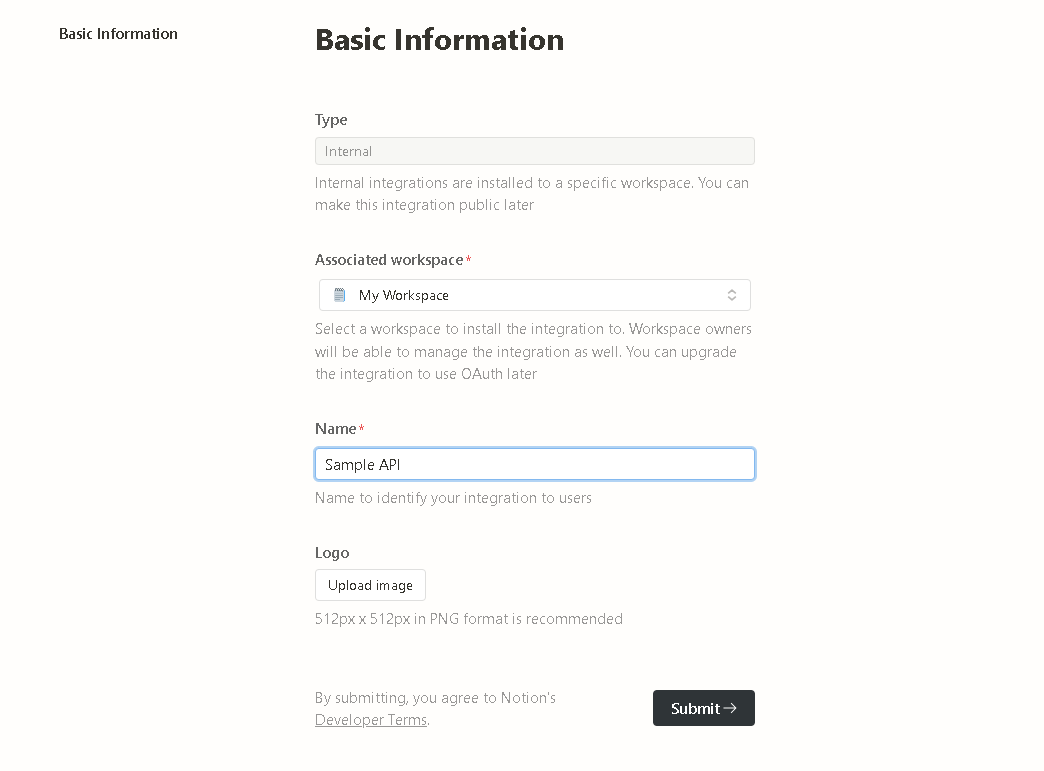 Basic Information
Basic Information
Type
Internal
Internal integrations are installed to a specific workspace. You can
make this integration public later
Associated workspace*
My Workspace
Select a workspace to install the integration to. Workspace owners
will be able to manage the integration as well. You can upgrade
the integration to use OAuth later
Name*
Sample API
Name to identify your integration to users
Logo
Upload image
512px x 512px in PNG format is recommended
By submitting, you agree to Notion's
Developer Terms.
Submit→